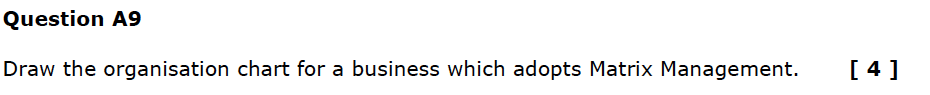 Question A9
Draw the organisation chart for a business which adopts Matrix Management. [ 4 ]